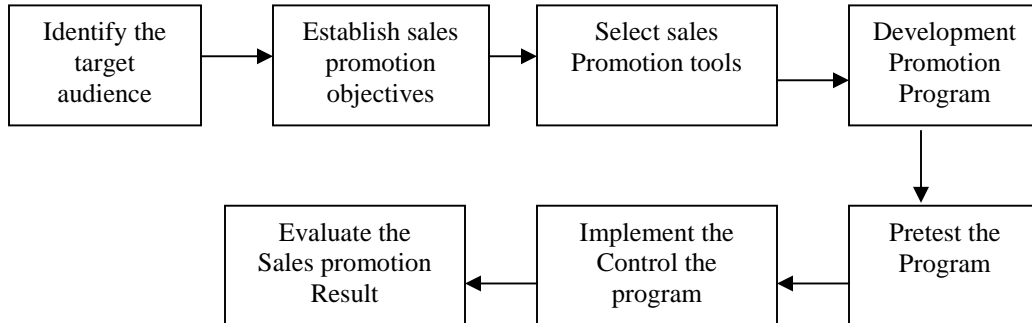 Identify the
target
audience
Establish sales
promotion
objectives
Select sales
Promotion tools
Development
Promotion
Program
Pretest the
Program
Implement the
Control the
program
Evaluate the
Sales promotion
Result